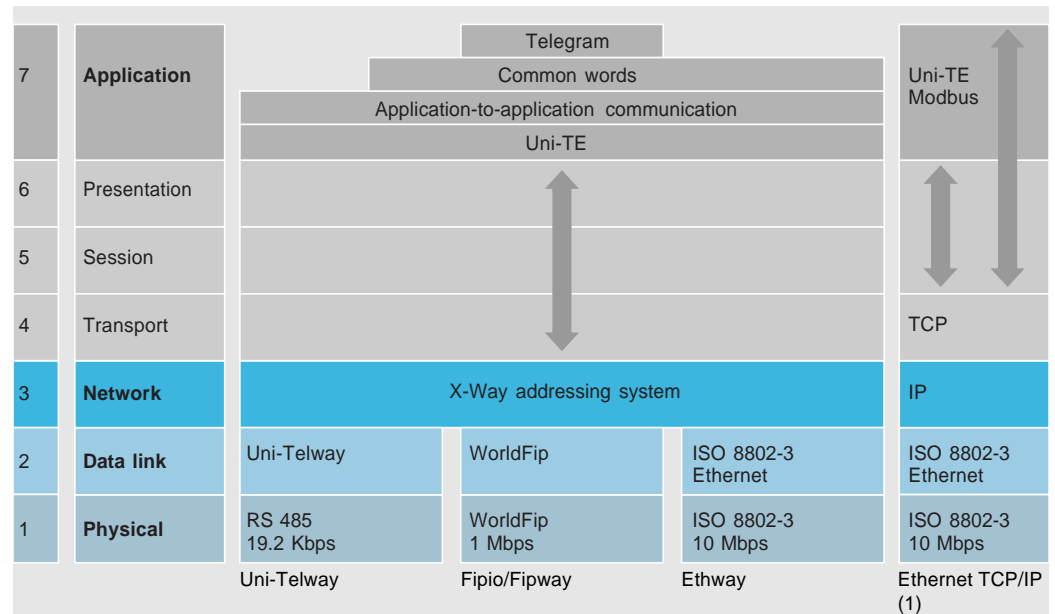 Telegram
7 Application Common words Uni-TE
Modbus
Application-to-application communication
Uni-TE
6 Presentation
5 Session
4 Transport TCP
3 Network X-Way addressing system IP
2 Data link Uni-Telway WorldFip ISO 8802-3 ISO 8802-3
Ethernet Ethernet
1 Physical RS 485 WorldFip ISO 8802-3 ISO 8802-3
19.2 Kbps 1 Mbps 10 Mbps 10 Mbps
Uni-Telway Fipio/Fipway Ethway Ethernet TCP/IP
(1)